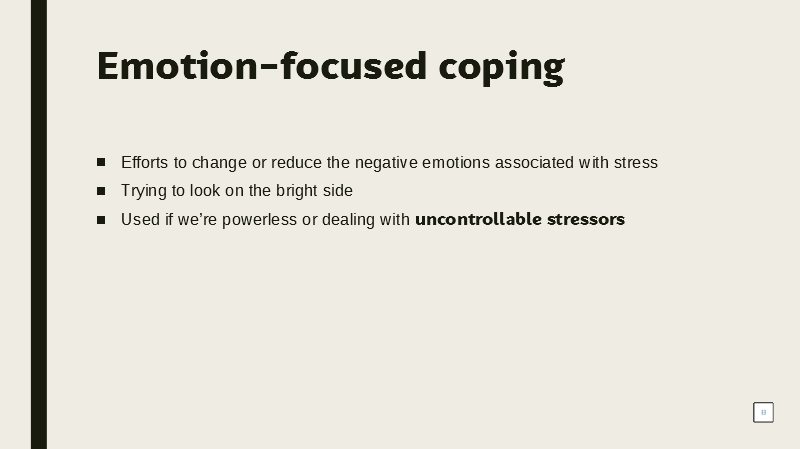 Emotion-focused coping
Efforts to change or reduce the negative emotions associated with stress
Trying to look on the bright side
Used if we’re powerless or dealing with uncontrollable stressors